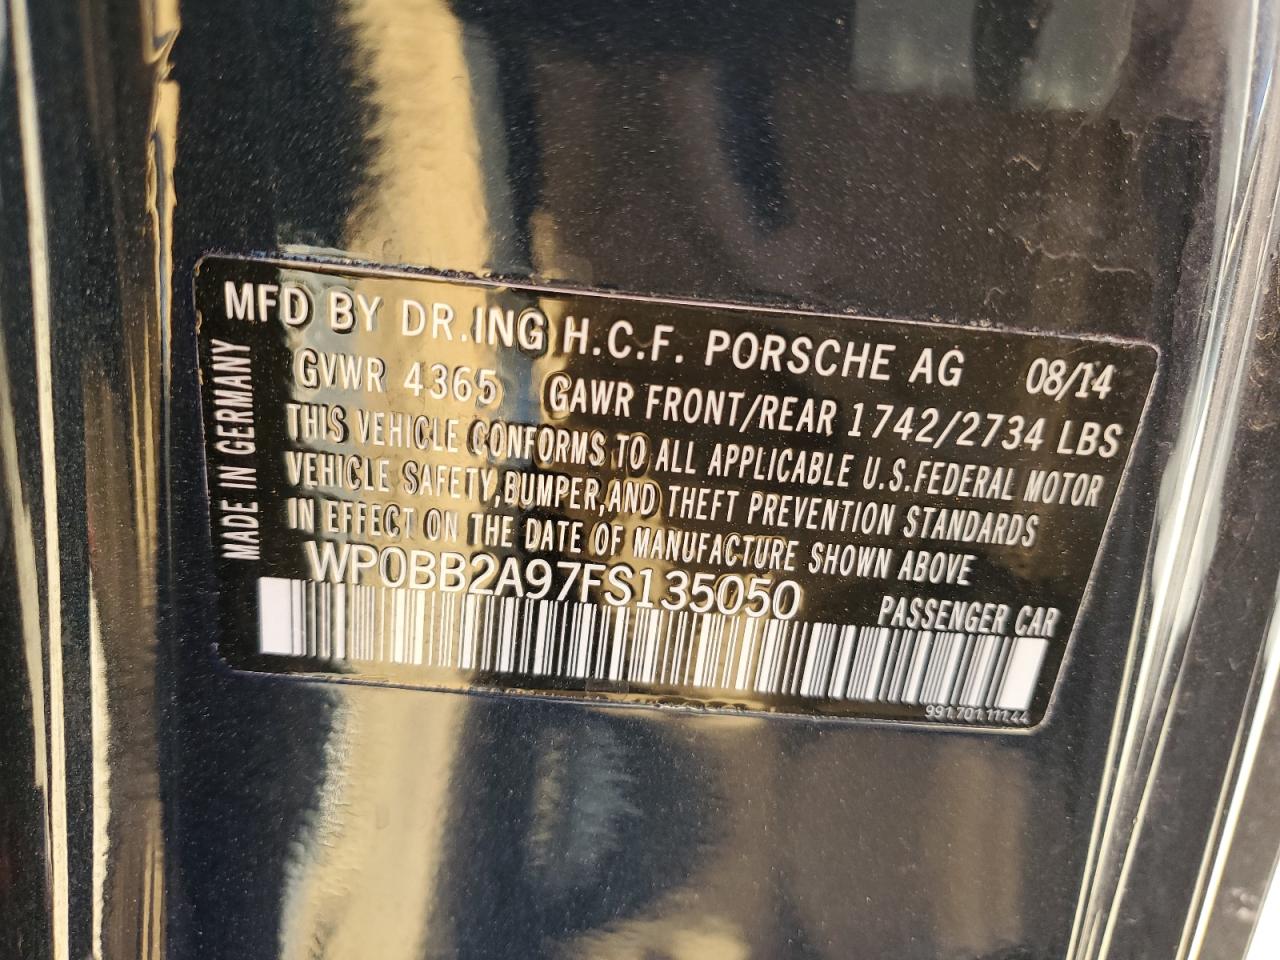 MFD BY DR.ING H.C.F. PORSCHE AG 08/14
GVWR 4365 GAWR FRONT/REAR 1742/2734 LBS
THIS VEHICLE CONFORMS TO ALL APPLICABLE U.S.FEDERAL MOTOR
VEHICLE SAFETY,BUMPER,AND THEFT PREVENTION STANDARDS
IN EFFECT ON THE DATE OF MANUFACTURE SHOWN ABOVE
WP0BB2A97FS135050 PASSENGER CAR
991.701.111.44
MADE IN GERMANY